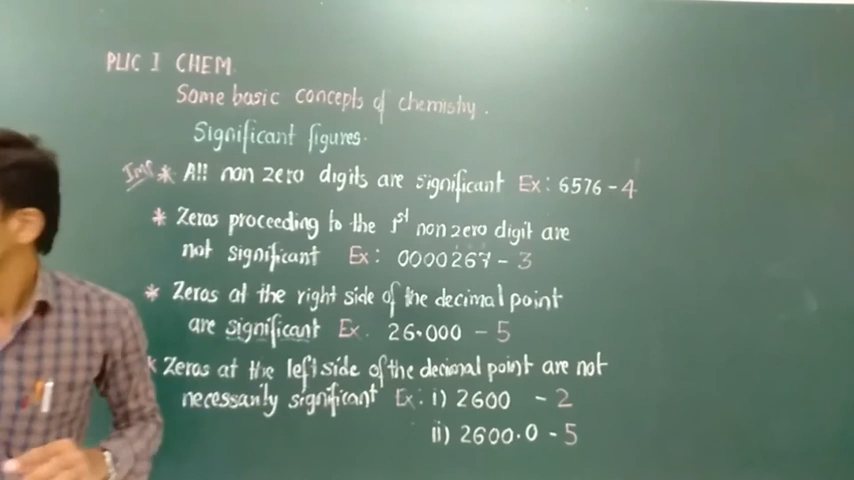 PUC I CHEM.
Some basic concepts of chemistry.
Significant figures.
Imp * All non zero digits are significant Ex: 6576 - 4
* Zeros proceeding to the 1st non zero digit are
not significant Ex: 0000267 - 3
* Zeros at the right side of the decimal point
are significant Ex. 26.000 - 5
* Zeros at the left side of the decimal point are not
necessarily significant Ex: i) 2600 - 2
ii) 2600.0 - 5